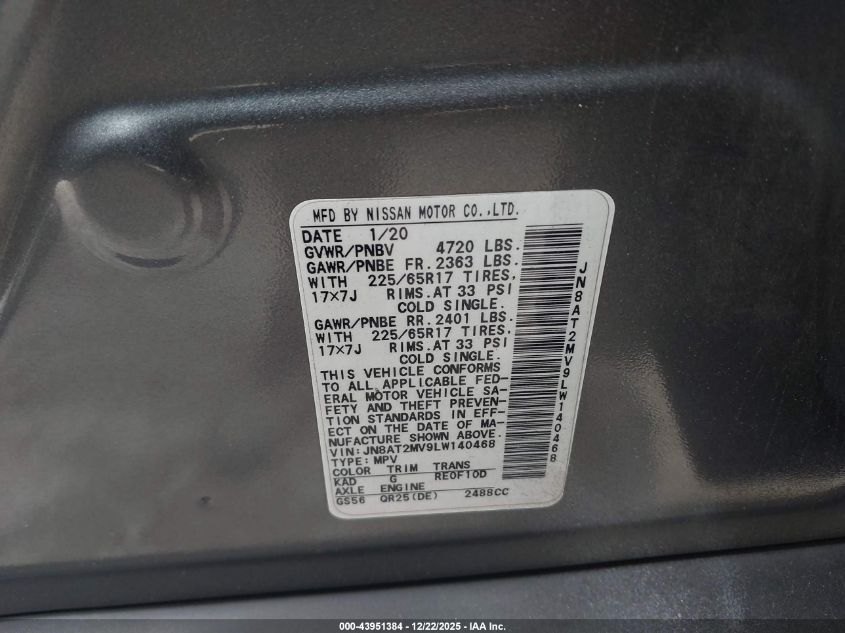 MFD BY NISSAN MOTOR CO.,LTD.
DATE 1/20
GVWR/PNBV 4720 LBS.
GAWR/PNBE FR. 2363 LBS.
WITH 225/65R17 TIRES,
17×7J RIMS.AT 33 PSI
COLD SINGLE.
GAWR/PNBE RR. 2401 LBS.
WITH 225/65R17 TIRES,
17×7J RIMS.AT 33 PSI
COLD SINGLE.
THIS VEHICLE CONFORMS
TO ALL APPLICABLE FED-
ERAL MOTOR VEHICLE SA-
FETY AND THEFT PREVEN-
TION STANDARDS IN EFF-
ECT ON THE DATE OF MA-
NUFACTURE SHOWN ABOVE.
VIN: JN8AT2MV9LW140468
TYPE: MPV
COLOR TRIM TRANS
KAD G RE0F10D
AXLE ENGINE
GS56 QR25(DE) 2488CC
JN8AT2MV9LW140468
000-43951384 - 12/22/2025 - IAA Inc.